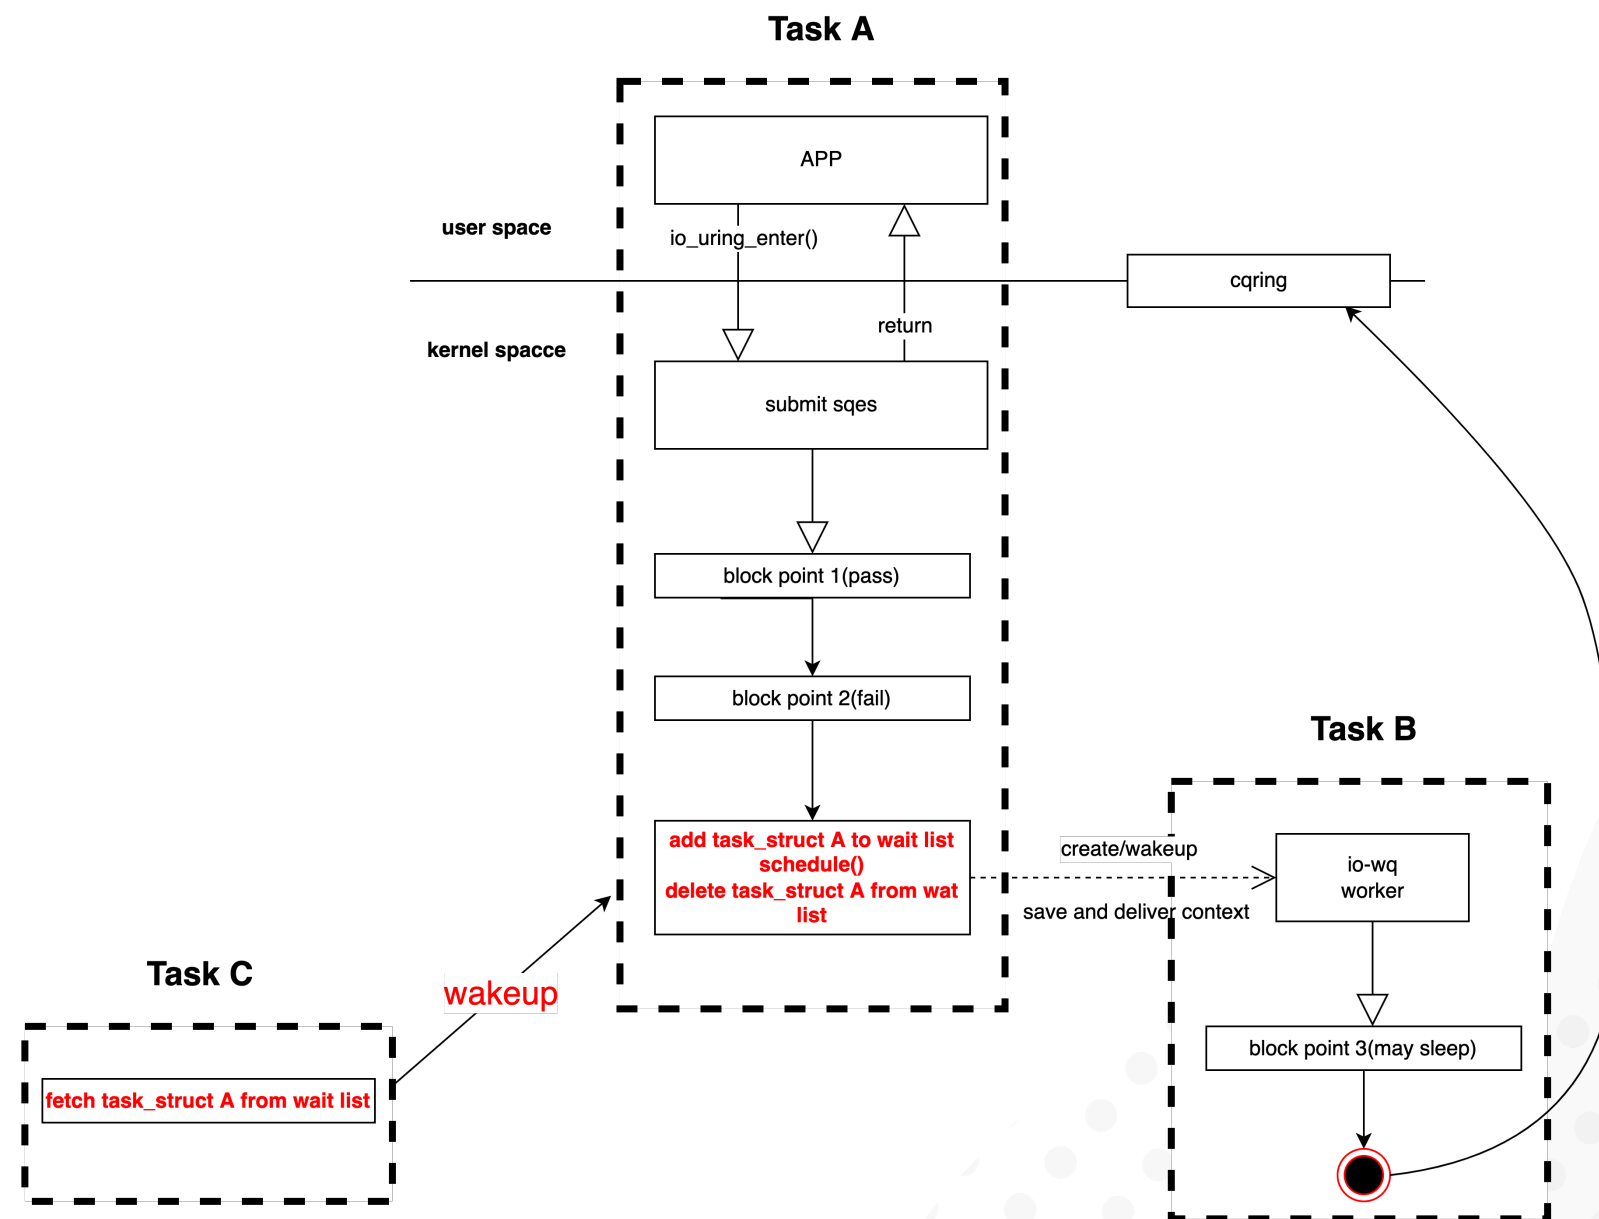 Task A
APP
user space
io_uring_enter()
cqring
return
kernel spacce
submit sqes
block point 1(pass)
block point 2(fail)
Task B
add task_struct A to wait list
schedule()
delete task_struct A from wat
list
create/wakeup
save and deliver context
io-wq
worker
Task C
wakeup
block point 3(may sleep)
fetch task_struct A from wait list